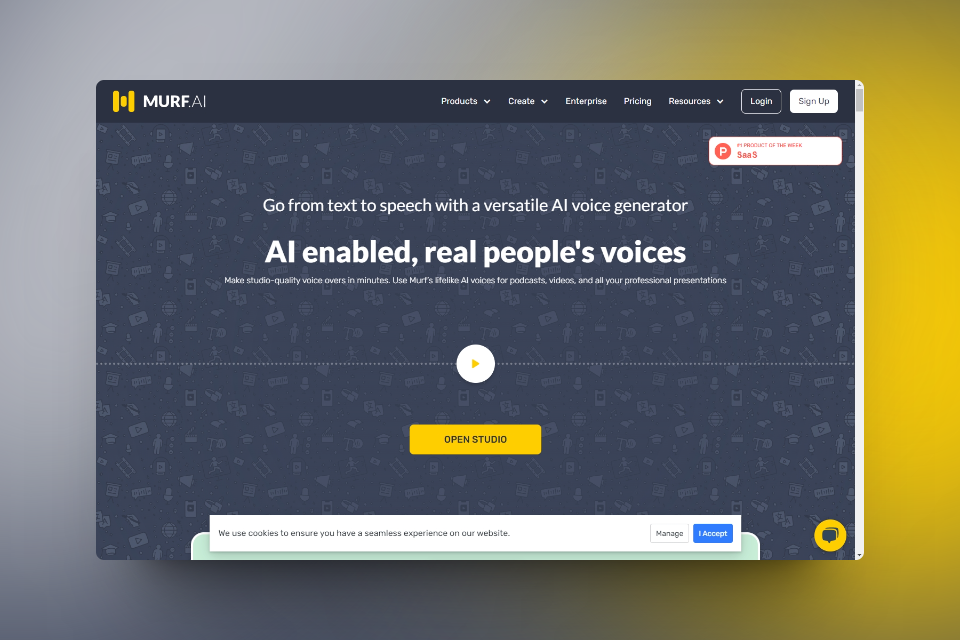 MURF.AI
Products Create Enterprise Pricing Resources Login Sign Up
P
#1 PRODUCT OF THE WEEK
SaaS
Go from text to speech with a versatile AI voice generator
AI enabled, real people's voices
Make studio-quality voice overs in minutes. Use Murf's lifelike AI voices for podcasts, videos, and all your professional presentations
OPEN STUDIO
We use cookies to ensure you have a seamless experience on our website.
Manage
I Accept